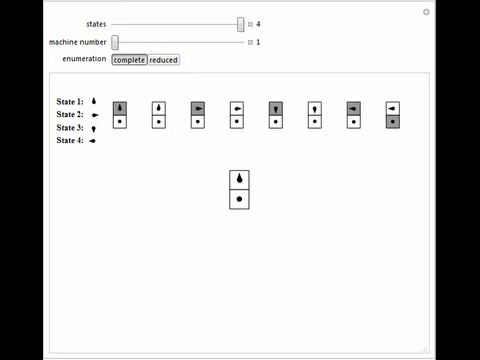 states 4
machine number 1
enumeration complete reduced
State 1:
State 2:
State 3:
State 4: